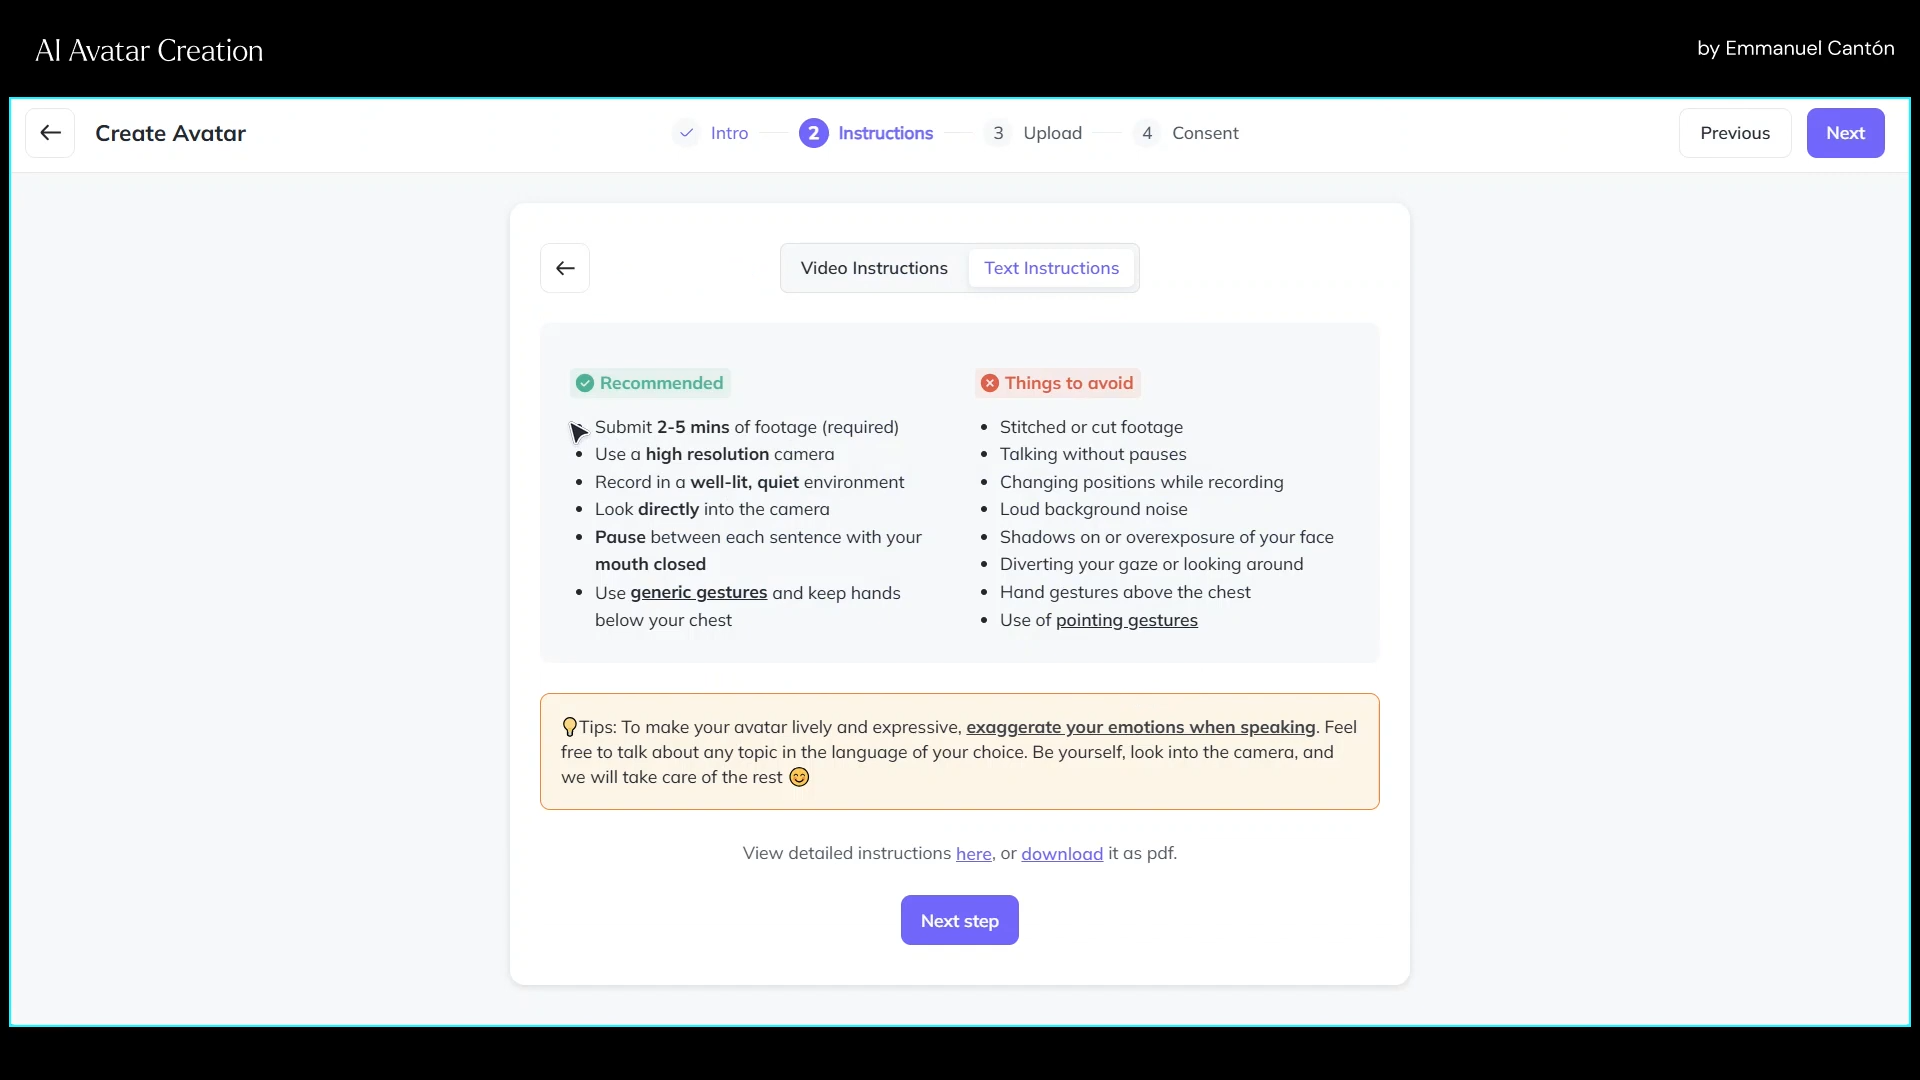 AI Avatar Creation
by Emmanuel Cantón
Create Avatar
Intro
2 Instructions
3 Upload
4 Consent
Previous
Next
Video Instructions
Text Instructions
Recommended
Submit 2-5 mins of footage (required)
Use a high resolution camera
Record in a well-lit, quiet environment
Look directly into the camera
Pause between each sentence with your
mouth closed
Use generic gestures and keep hands
below your chest
Things to avoid
Stitched or cut footage
Talking without pauses
Changing positions while recording
Loud background noise
Shadows on or overexposure of your face
Diverting your gaze or looking around
Hand gestures above the chest
Use of pointing gestures
💡Tips: To make your avatar lively and expressive, exaggerate your emotions when speaking. Feel
free to talk about any topic in the language of your choice. Be yourself, look into the camera, and
we will take care of the rest 😊
View detailed instructions here, or download it as pdf.
Next step